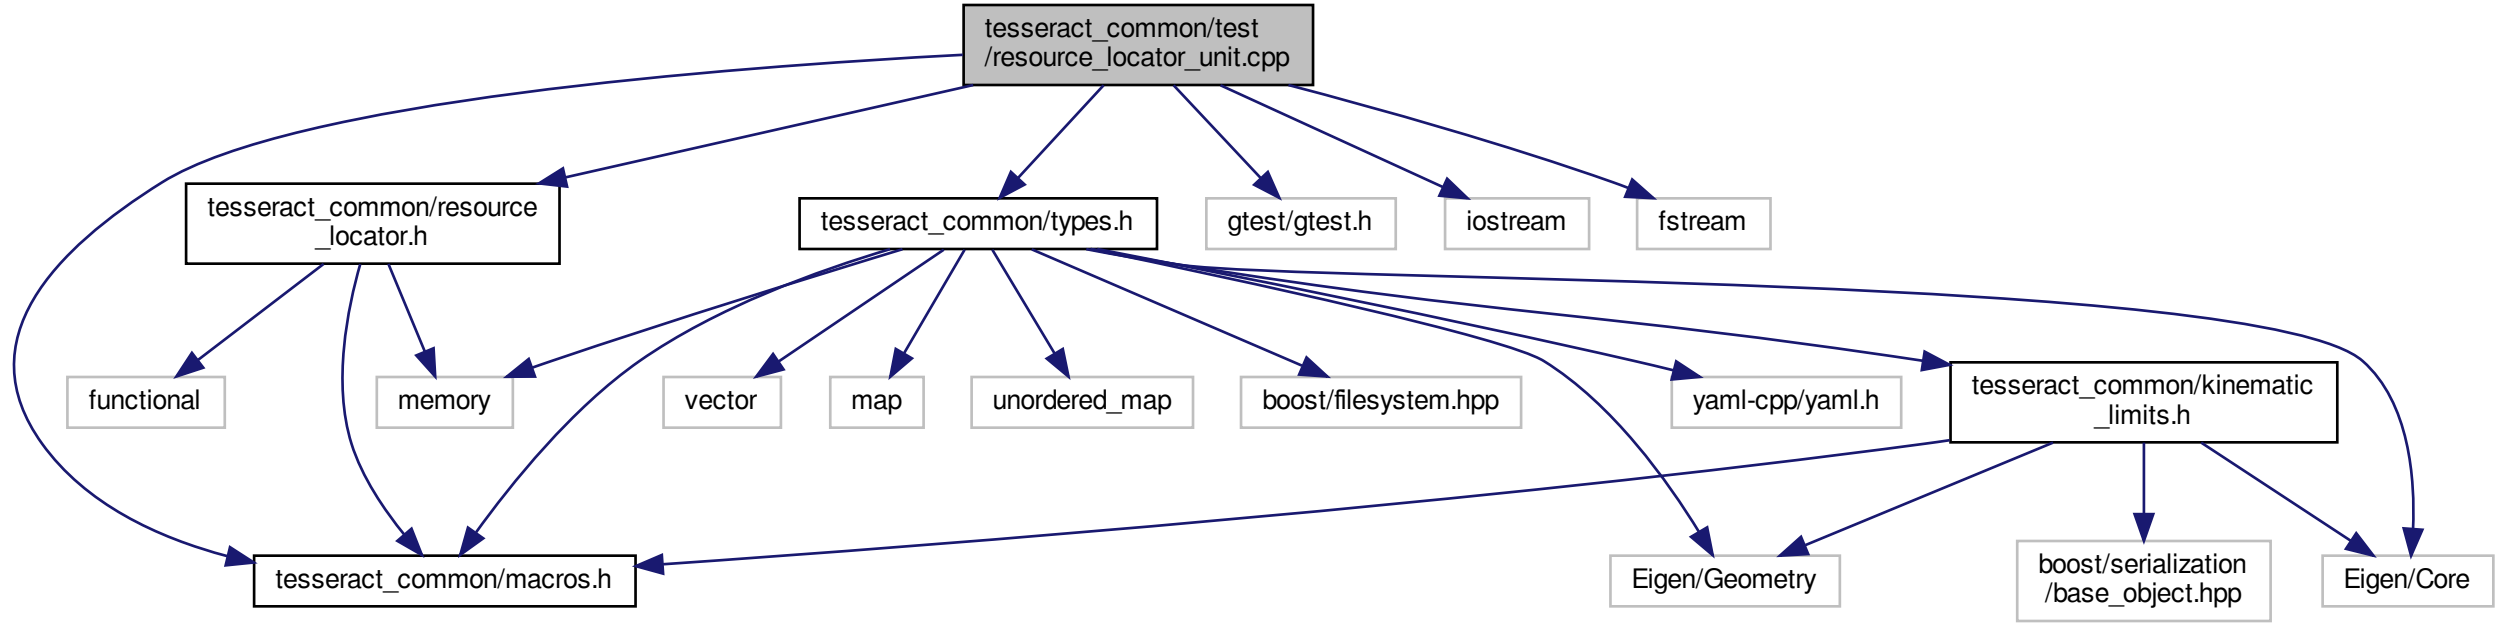 tesseract_common/test
/resource_locator_unit.cpp
tesseract_common/resource
_locator.h
tesseract_common/types.h
gtest/gtest.h
iostream
fstream
functional
memory
vector
map
unordered_map
boost/filesystem.hpp
yaml-cpp/yaml.h
tesseract_common/kinematic
_limits.h
tesseract_common/macros.h
Eigen/Geometry
boost/serialization
/base_object.hpp
Eigen/Core